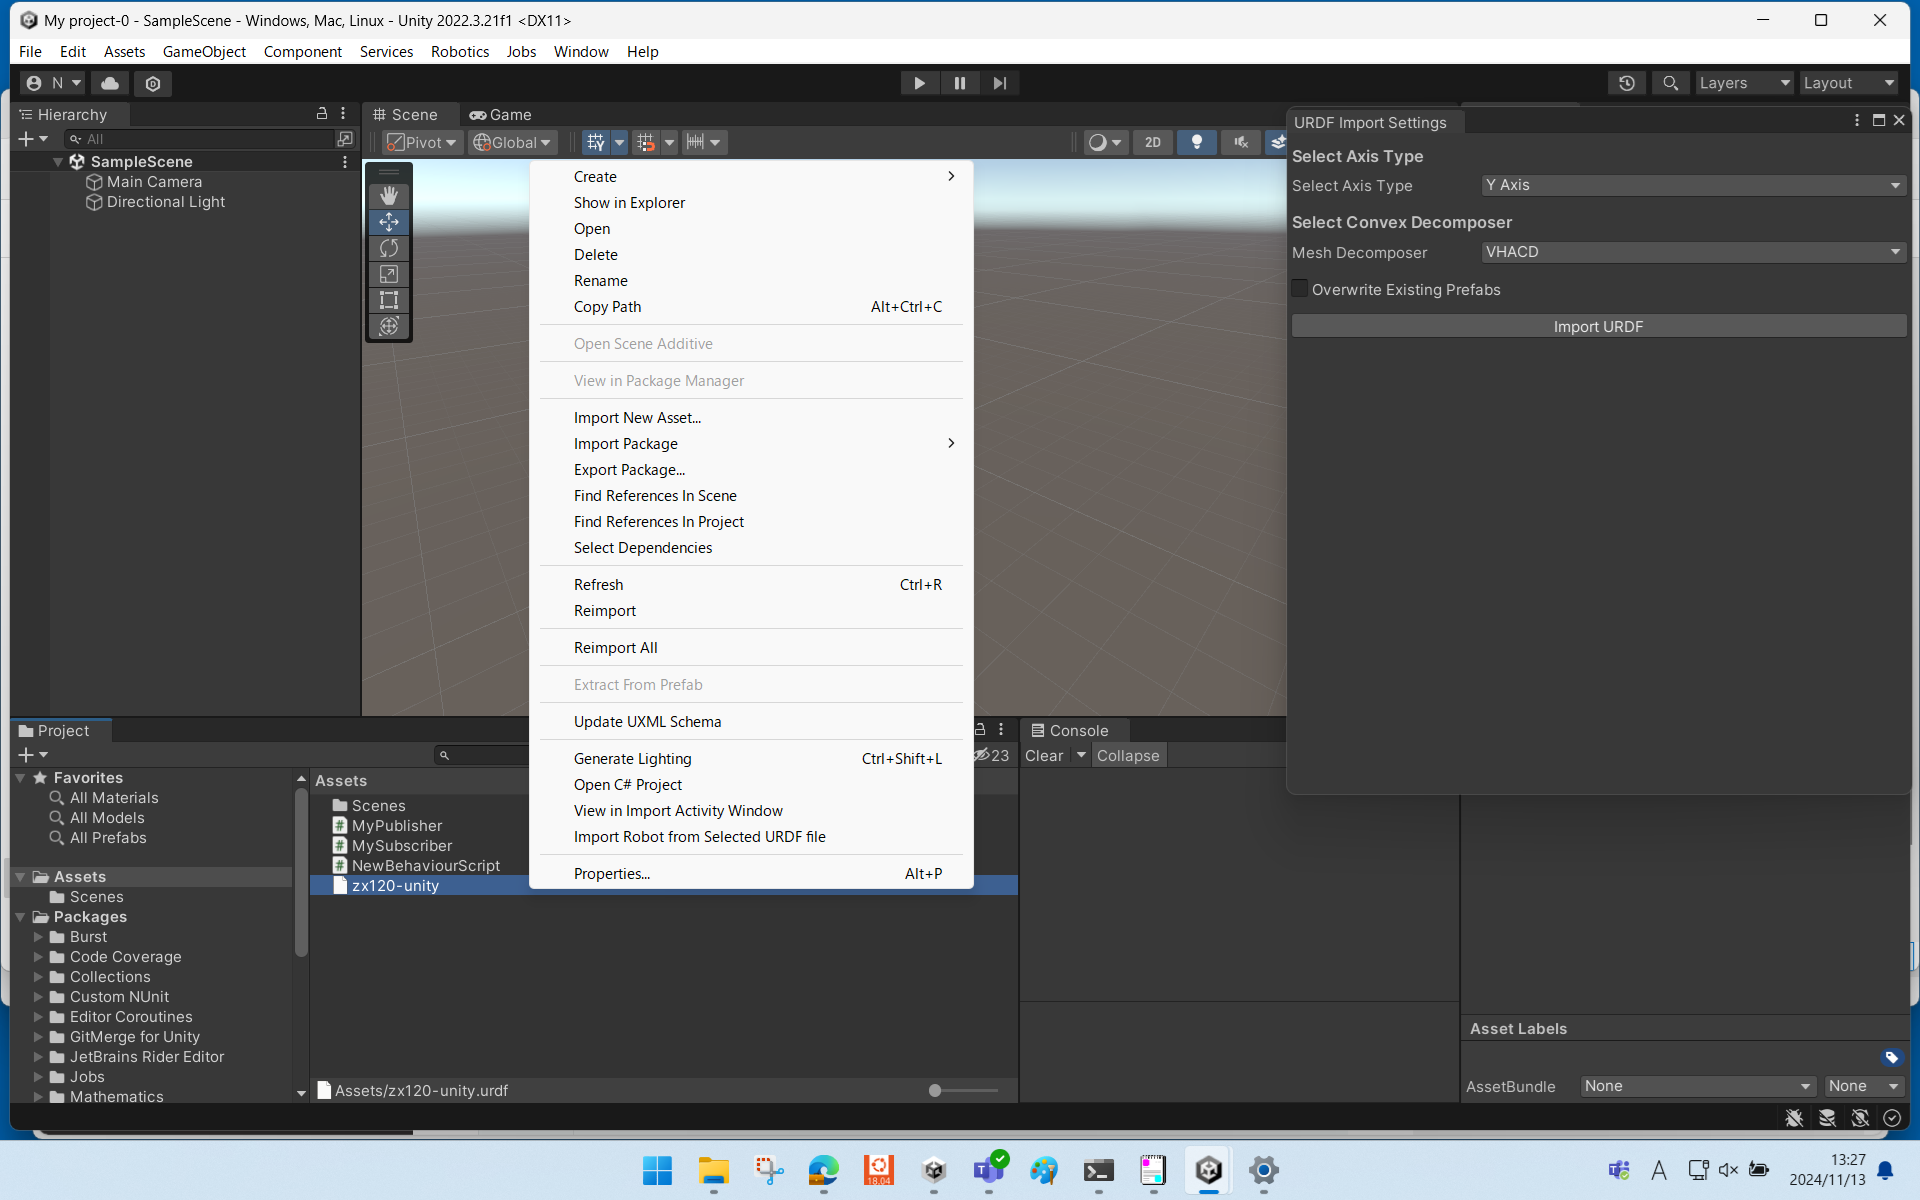 My project-0 - SampleScene - Windows, Mac, Linux - Unity 2022.3.21f1 <DX11>
File Edit Assets GameObject Component Services Robotics Jobs Window Help
N
Layers
Layout
Hierarchy
All
SampleScene
Main Camera
Directional Light
Scene
Game
Pivot
Global
2D
Create
Show in Explorer
Open
Delete
Rename
Copy Path Alt+Ctrl+C
Open Scene Additive
View in Package Manager
Import New Asset...
Import Package
Export Package...
Find References In Scene
Find References In Project
Select Dependencies
Refresh Ctrl+R
Reimport
Reimport All
Extract From Prefab
Update UXML Schema
Generate Lighting Ctrl+Shift+L
Open C# Project
View in Import Activity Window
Import Robot from Selected URDF file
Properties... Alt+P
URDF Import Settings
Select Axis Type
Select Axis Type Y Axis
Select Convex Decomposer
Mesh Decomposer VHACD
Overwrite Existing Prefabs
Import URDF
Project
23
Favorites
All Materials
All Models
All Prefabs
Assets
Scenes
Packages
Burst
Code Coverage
Collections
Custom NUnit
Editor Coroutines
GitMerge for Unity
JetBrains Rider Editor
Jobs
Mathematics
Assets
Scenes
MyPublisher
MySubscriber
NewBehaviourScript
zx120-unity
Assets/zx120-unity.urdf
Console
Clear
Collapse
Asset Labels
AssetBundle None None
18.04
A
13:27
2024/11/13